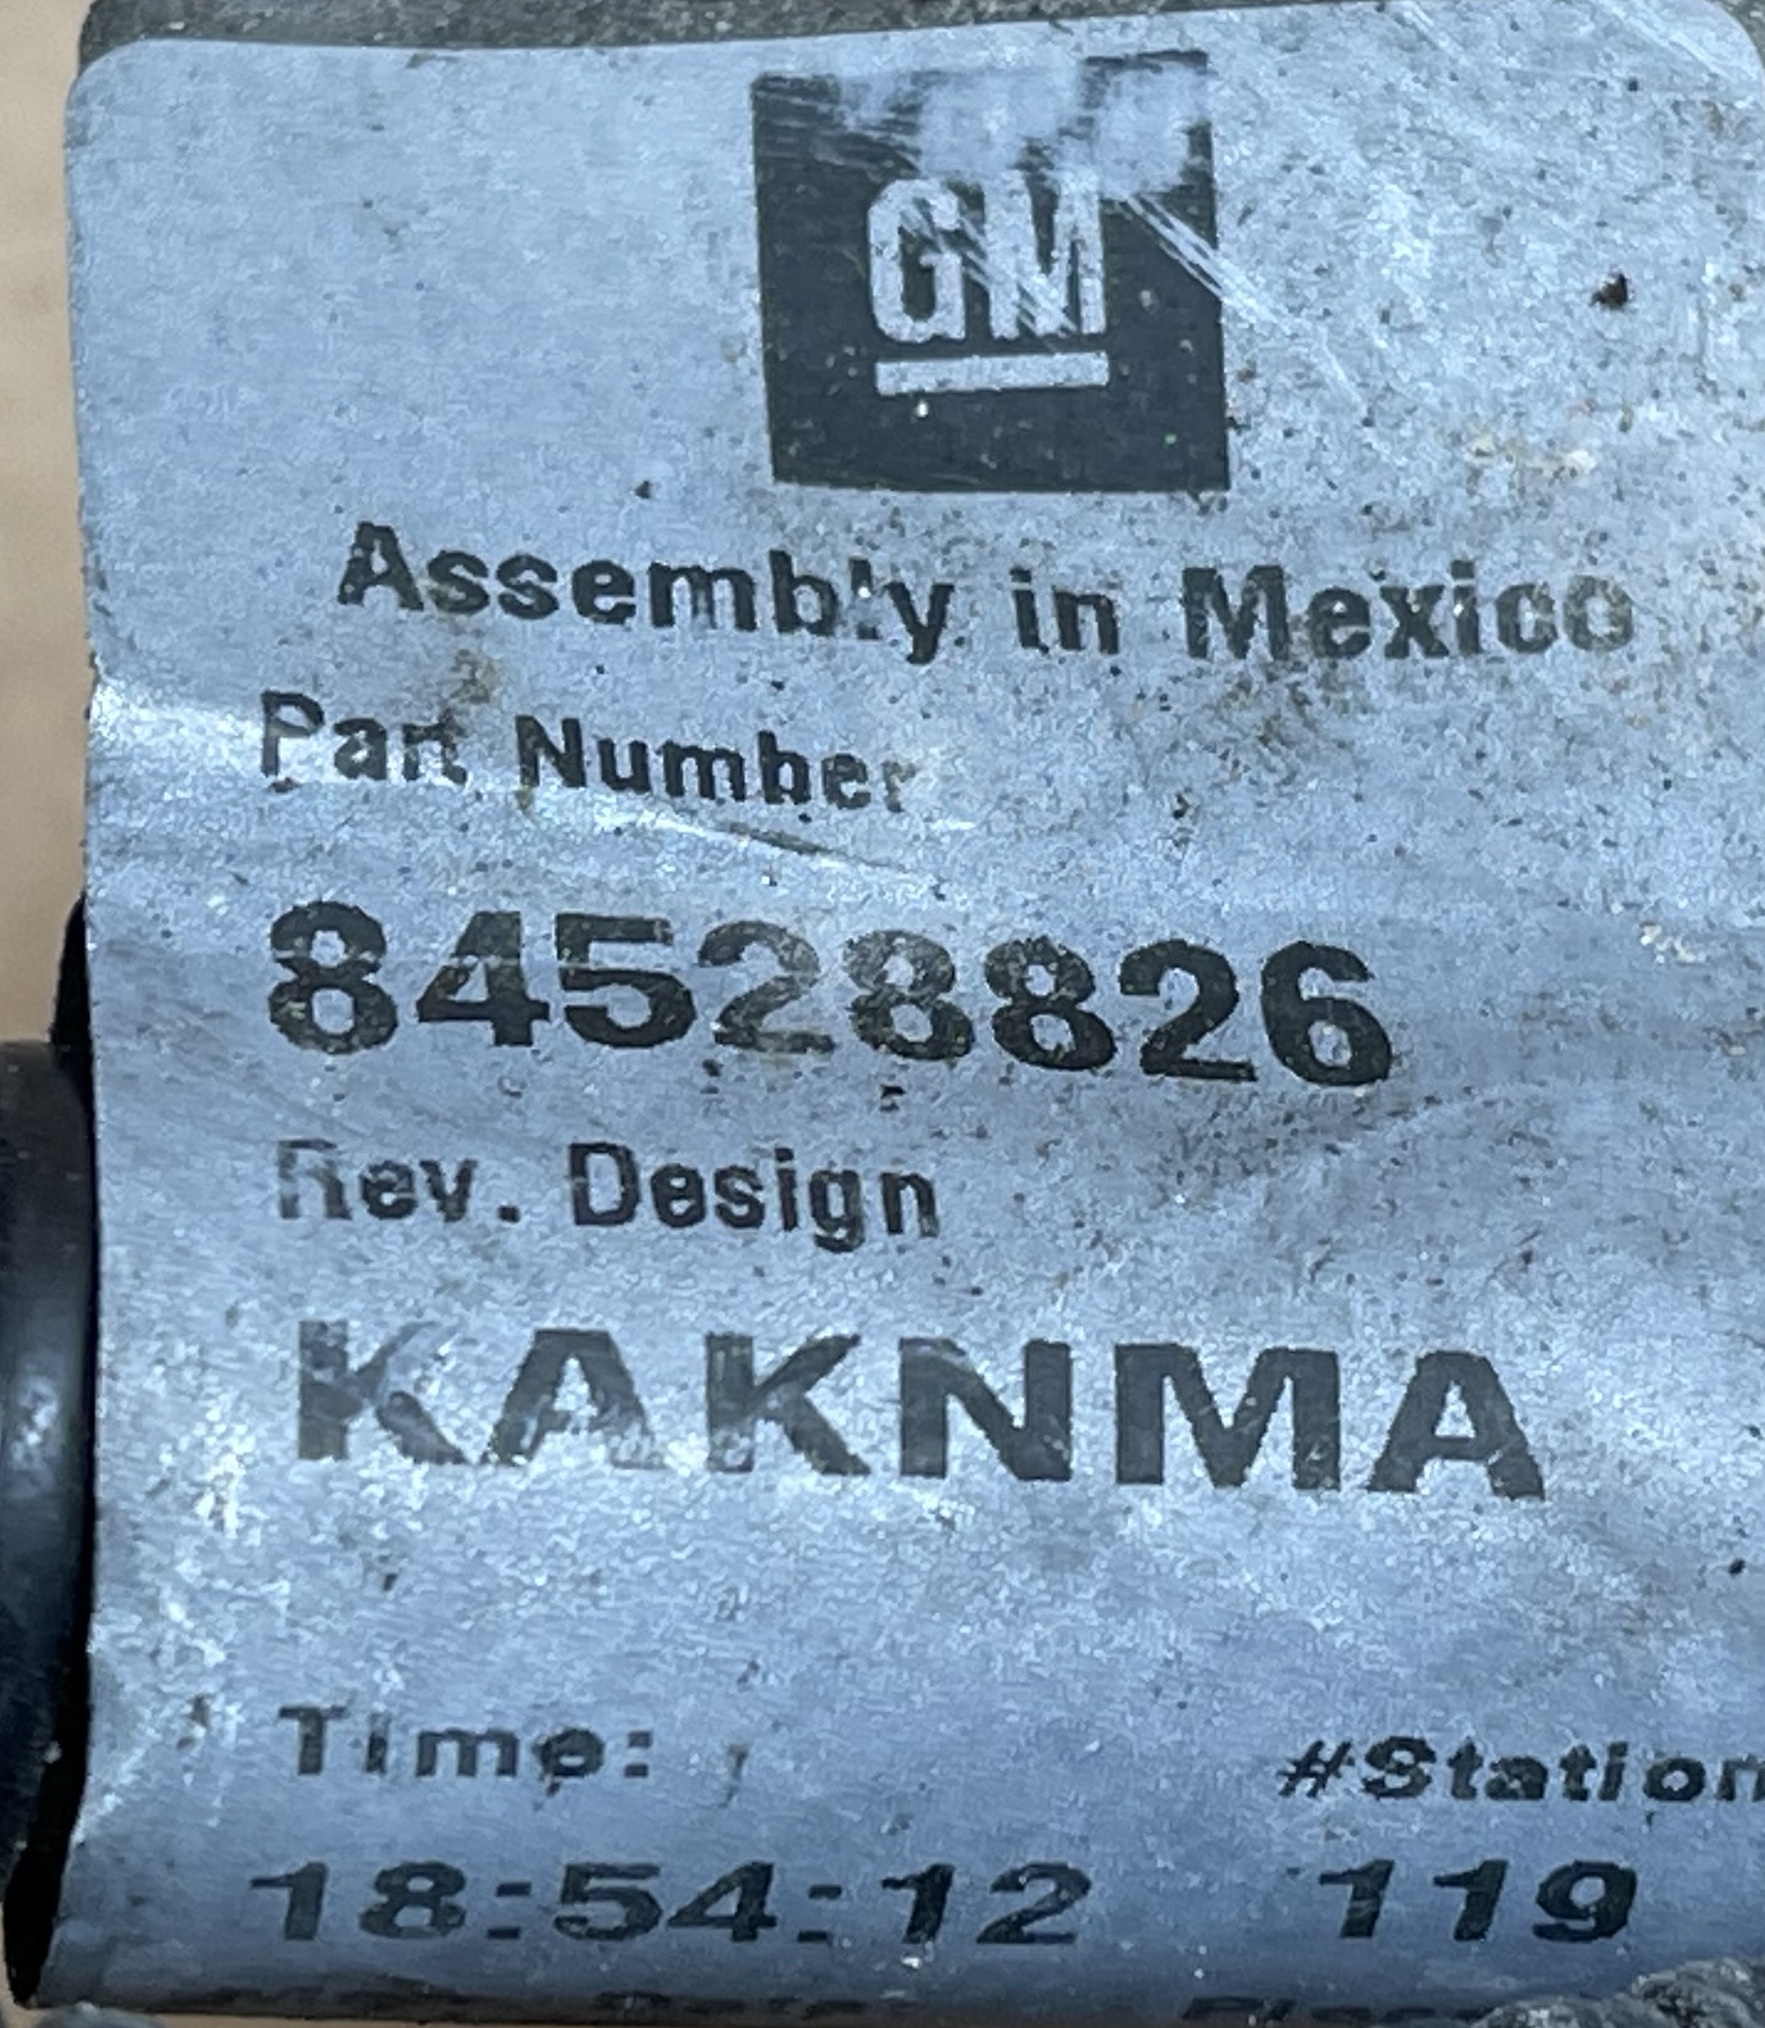 GM
Assembly in Mexico
Part Number
84528826
Rev. Design
KAKNMA
Time: #Station
18:54:12 119